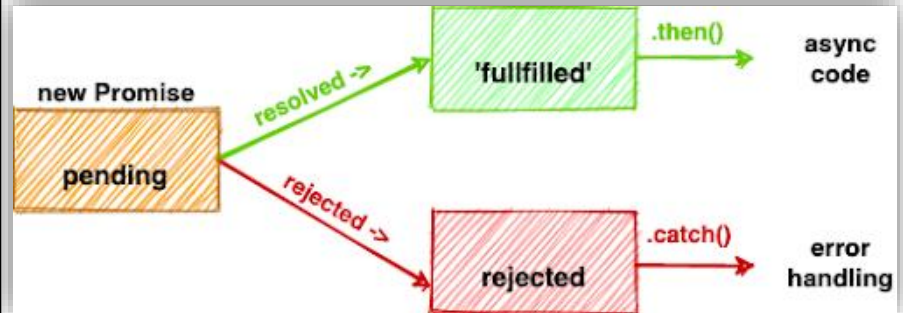 new Promise
pending
resolved ->
'fullfilled'
.then()
async
code
rejected ->
rejected
.catch()
error
handling